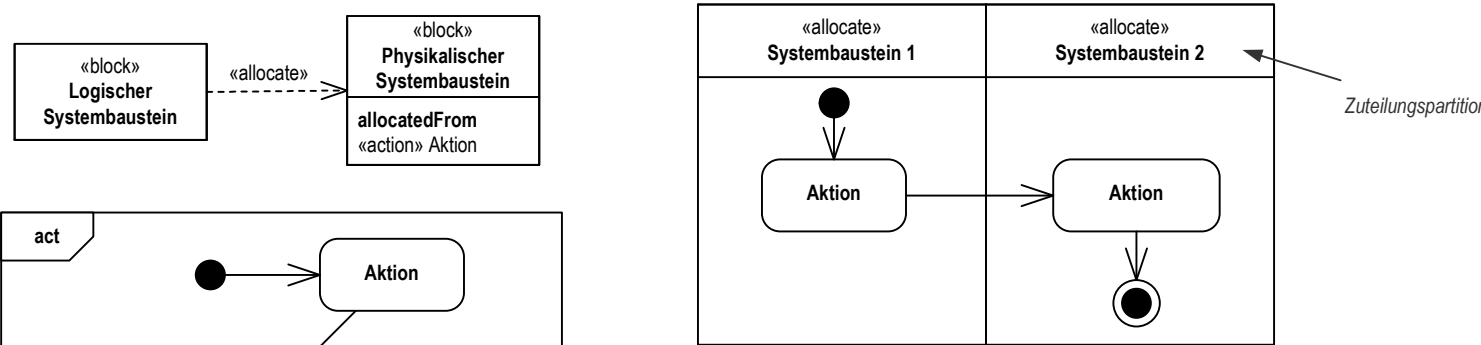 «block»
Logischer
Systembaustein
«allocate»
«block»
Physikalischer
Systembaustein
allocatedFrom
«action» Aktion
act
Aktion
«allocate»
Systembaustein 1
«allocate»
Systembaustein 2
Aktion
Aktion
Zuteilungspartition